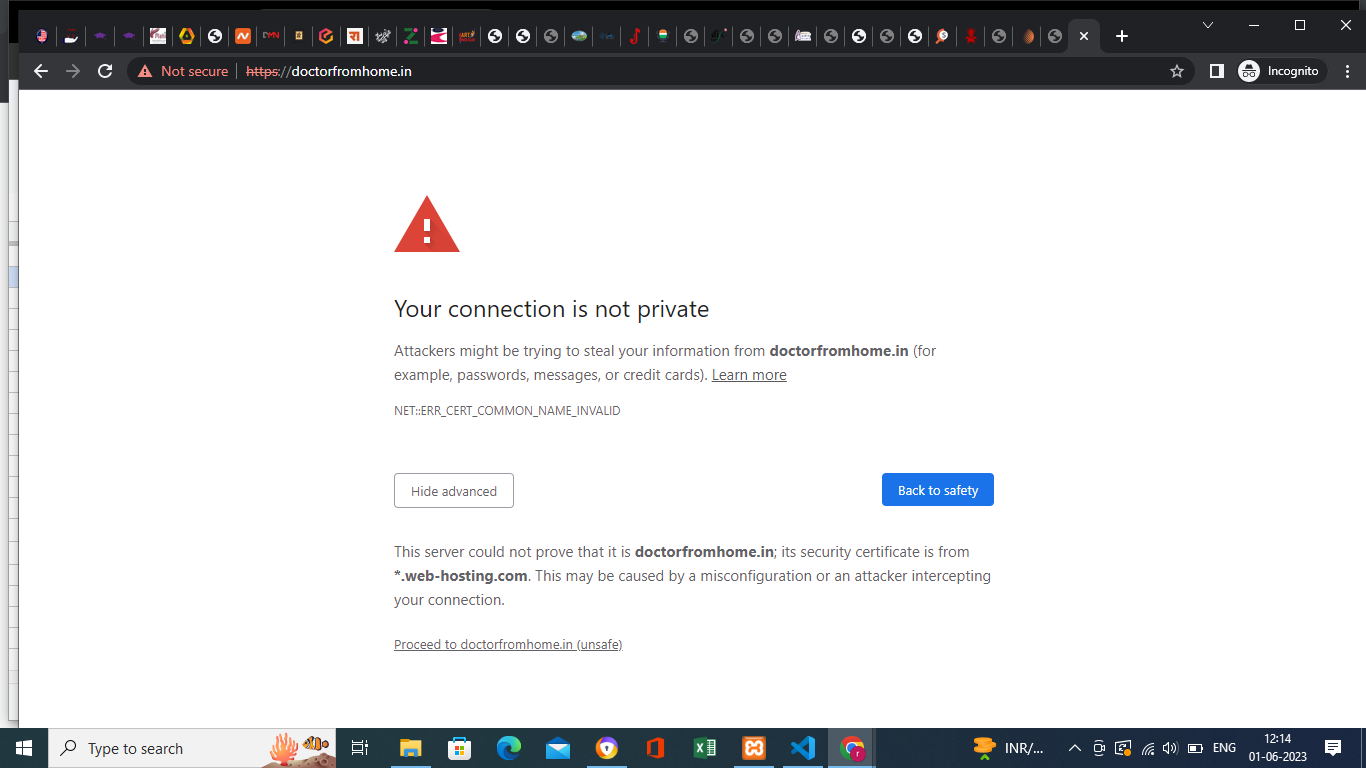 Not secure
https://doctorfromhome.in
Incognito
Your connection is not private
Attackers might be trying to steal your information from doctorfromhome.in (for
example, passwords, messages, or credit cards). Learn more
NET::ERR_CERT_COMMON_NAME_INVALID
Hide advanced
Back to safety
This server could not prove that it is doctorfromhome.in; its security certificate is from
*.web-hosting.com. This may be caused by a misconfiguration or an attacker intercepting
your connection.
Proceed to doctorfromhome.in (unsafe)
Type to search
INR/...
ENG
12:14
01-06-2023